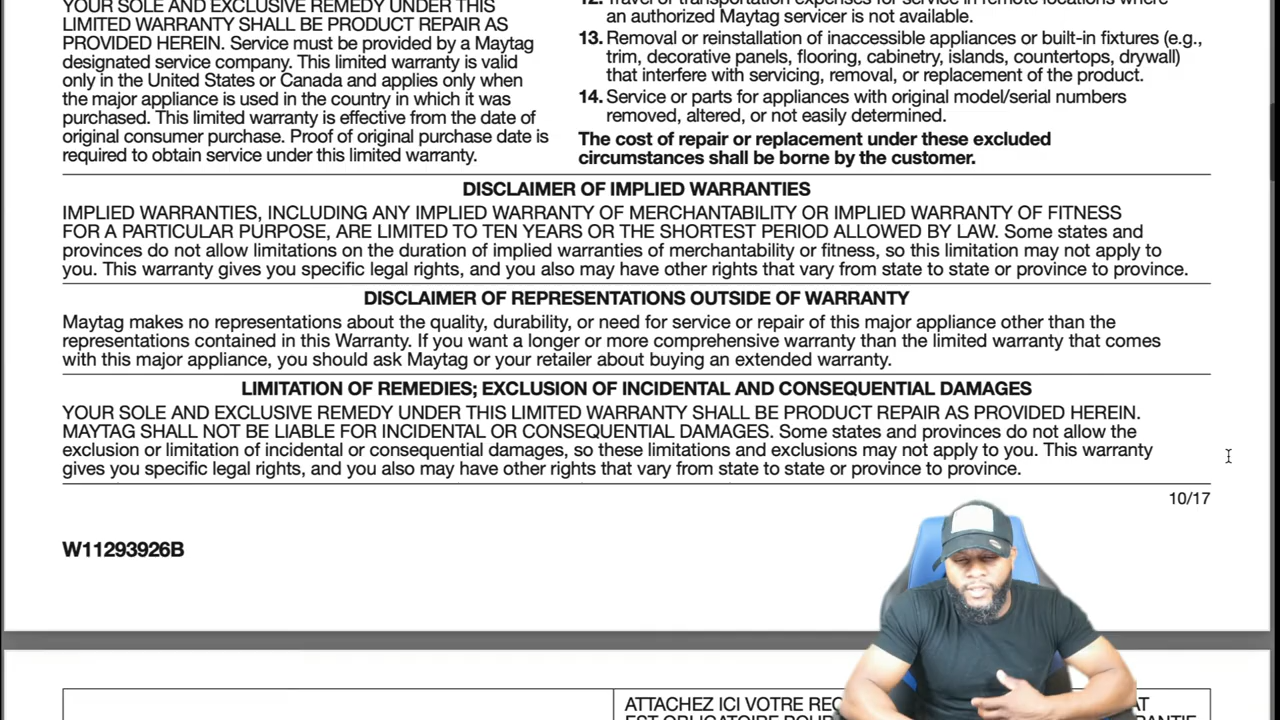 YOUR SOLE AND EXCLUSIVE REMEDY UNDER THIS
LIMITED WARRANTY SHALL BE PRODUCT REPAIR AS
PROVIDED HEREIN. Service must be provided by a Maytag
designated service company. This limited warranty is valid
only in the United States or Canada and applies only when
the major appliance is used in the country in which it was
purchased. This limited warranty is effective from the date of
original consumer purchase. Proof of original purchase date is
required to obtain service under this limited warranty.
12. Travel or transportation expenses for service in remote locations where
an authorized Maytag servicer is not available.
13. Removal or reinstallation of inaccessible appliances or built-in fixtures (e.g.,
trim, decorative panels, flooring, cabinetry, islands, countertops, drywall)
that interfere with servicing, removal, or replacement of the product.
14. Service or parts for appliances with original model/serial numbers
removed, altered, or not easily determined.
The cost of repair or replacement under these excluded
circumstances shall be borne by the customer.
DISCLAIMER OF IMPLIED WARRANTIES
IMPLIED WARRANTIES, INCLUDING ANY IMPLIED WARRANTY OF MERCHANTABILITY OR IMPLIED WARRANTY OF FITNESS
FOR A PARTICULAR PURPOSE, ARE LIMITED TO TEN YEARS OR THE SHORTEST PERIOD ALLOWED BY LAW. Some states and
provinces do not allow limitations on the duration of implied warranties of merchantability or fitness, so this limitation may not apply to
you. This warranty gives you specific legal rights, and you also may have other rights that vary from state to state or province to province.
DISCLAIMER OF REPRESENTATIONS OUTSIDE OF WARRANTY
Maytag makes no representations about the quality, durability, or need for service or repair of this major appliance other than the
representations contained in this Warranty. If you want a longer or more comprehensive warranty than the limited warranty that comes
with this major appliance, you should ask Maytag or your retailer about buying an extended warranty.
LIMITATION OF REMEDIES; EXCLUSION OF INCIDENTAL AND CONSEQUENTIAL DAMAGES
YOUR SOLE AND EXCLUSIVE REMEDY UNDER THIS LIMITED WARRANTY SHALL BE PRODUCT REPAIR AS PROVIDED HEREIN.
MAYTAG SHALL NOT BE LIABLE FOR INCIDENTAL OR CONSEQUENTIAL DAMAGES. Some states and provinces do not allow the
exclusion or limitation of incidental or consequential damages, so these limitations and exclusions may not apply to you. This warranty
gives you specific legal rights, and you also may have other rights that vary from state to state or province to province.
10/17
W11293926B
ATTACHEZ ICI VOTRE
EST OBLIGATOIRE